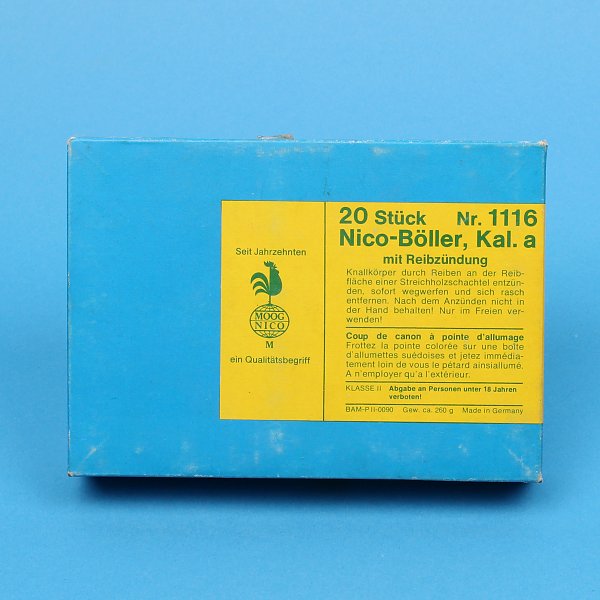 Seit Jahrzehnten
MOOG
NICO
M
ein Qualitätsbegriff
20 Stück Nr. 1116
Nico-Böller, Kal. a
mit Reibzündung
Knallkörper durch Reiben an der Reib-
fläche einer Streichholzschachtel entzün-
den, sofort wegwerfen und sich rasch
entfernen. Nach dem Anzünden nicht in
der Hand behalten! Nur im Freien ver-
wenden!
Coup de canon à pointe d'allumage
Frottez la pointe colorée sur une boîte
d'allumettes suédoises et jetez immédia-
tement loin de vous le pétard ainsiallumé.
A n'employer qu'a l'extérieur.
KLASSE II Abgabe an Personen unter 18 Jahren
verboten!
BAM-PII-0090 Gew. ca. 260 g Made in Germany